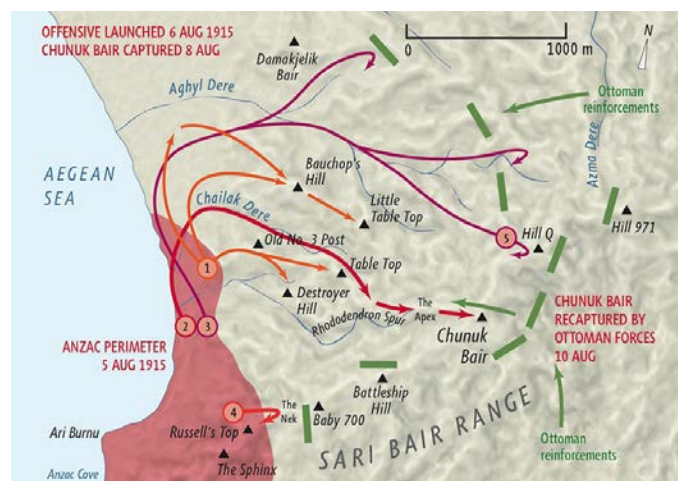 OFFENSIVE LAUNCHED 6 AUG 1915
CHUNUK BAIR CAPTURED 8 AUG
Damakjelik
Bair
0
1000 m
N
Aghyl Dere
Ottoman
reinforcements
AEGEAN
SEA
Bauchop's
Hill
Azma Dere
Chailak Dere
Little
Table Top
Old No. 3 Post
5
Hill Q
Hill 971
1
Table Top
Destroyer
Hill
Rhododendron Spur
The
Apex
Chunuk
Bair
CHUNUK BAIR
RECAPTURED BY
OTTOMAN FORCES
10 AUG
2
3
ANZAC PERIMETER
5 AUG 1915
Battleship
Hill
4
The
Nek
Baby 700
Ari Burnu
Russell's Top
SARI BAIR RANGE
Ottoman
reinforcements
The Sphinx
Anzac Cove